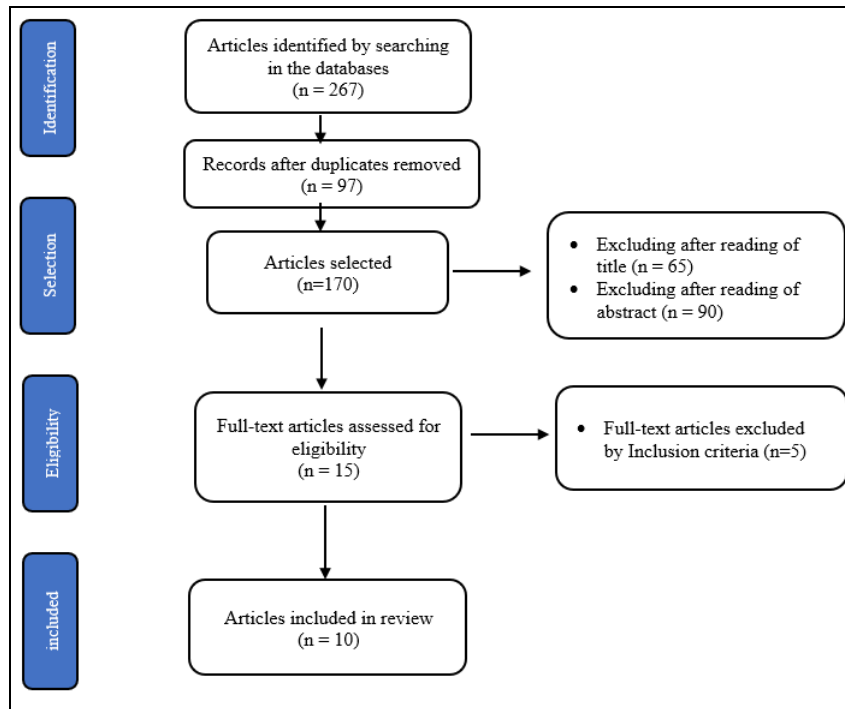 Identification
Articles identified by searching
in the databases
(n = 267)
Records after duplicates removed
(n = 97)
Selection
Articles selected
(n=170)
• Excluding after reading of
title (n = 65)
• Excluding after reading of
abstract (n = 90)
Eligibility
Full-text articles assessed for
eligibility
(n = 15)
• Full-text articles excluded
by Inclusion criteria (n=5)
included
Articles included in review
(n = 10)